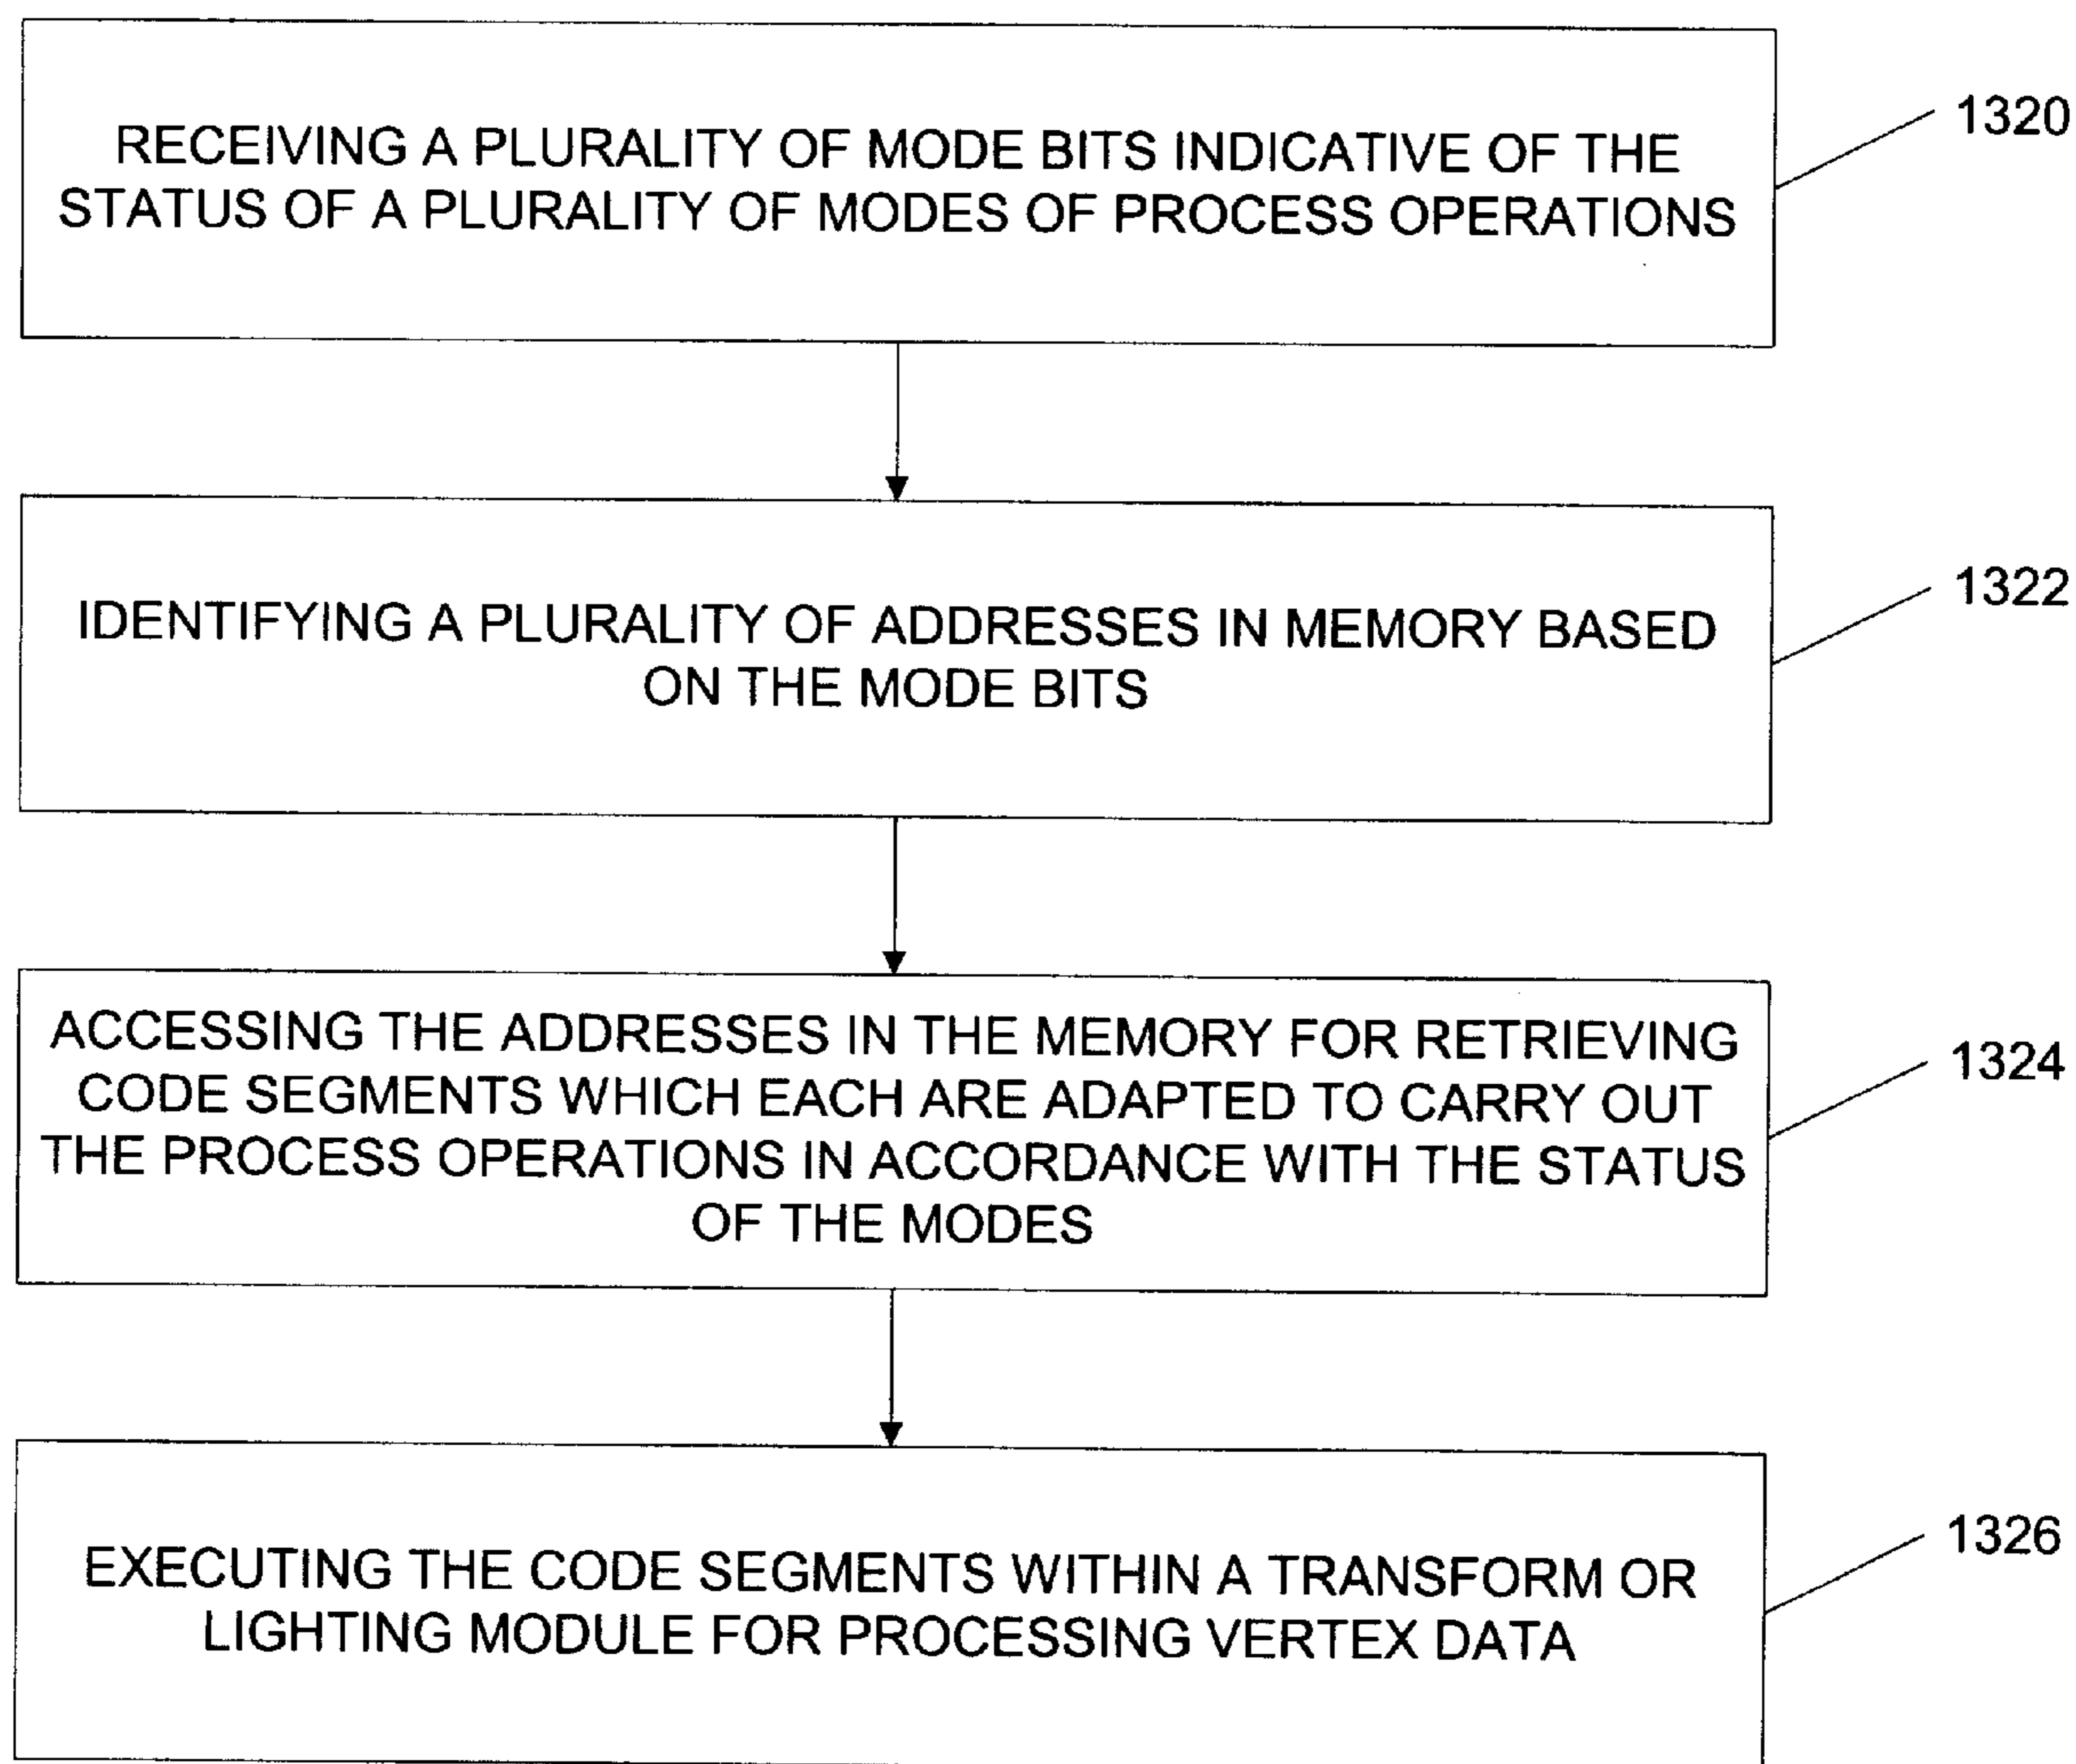 RECEIVING A PLURALITY OF MODE BITS INDICATIVE OF THE
STATUS OF A PLURALITY OF MODES OF PROCESS OPERATIONS
1320
IDENTIFYING A PLURALITY OF ADDRESSES IN MEMORY BASED
ON THE MODE BITS
1322
ACCESSING THE ADDRESSES IN THE MEMORY FOR RETRIEVING
CODE SEGMENTS WHICH EACH ARE ADAPTED TO CARRY OUT
THE PROCESS OPERATIONS IN ACCORDANCE WITH THE STATUS
OF THE MODES
1324
EXECUTING THE CODE SEGMENTS WITHIN A TRANSFORM OR
LIGHTING MODULE FOR PROCESSING VERTEX DATA
1326